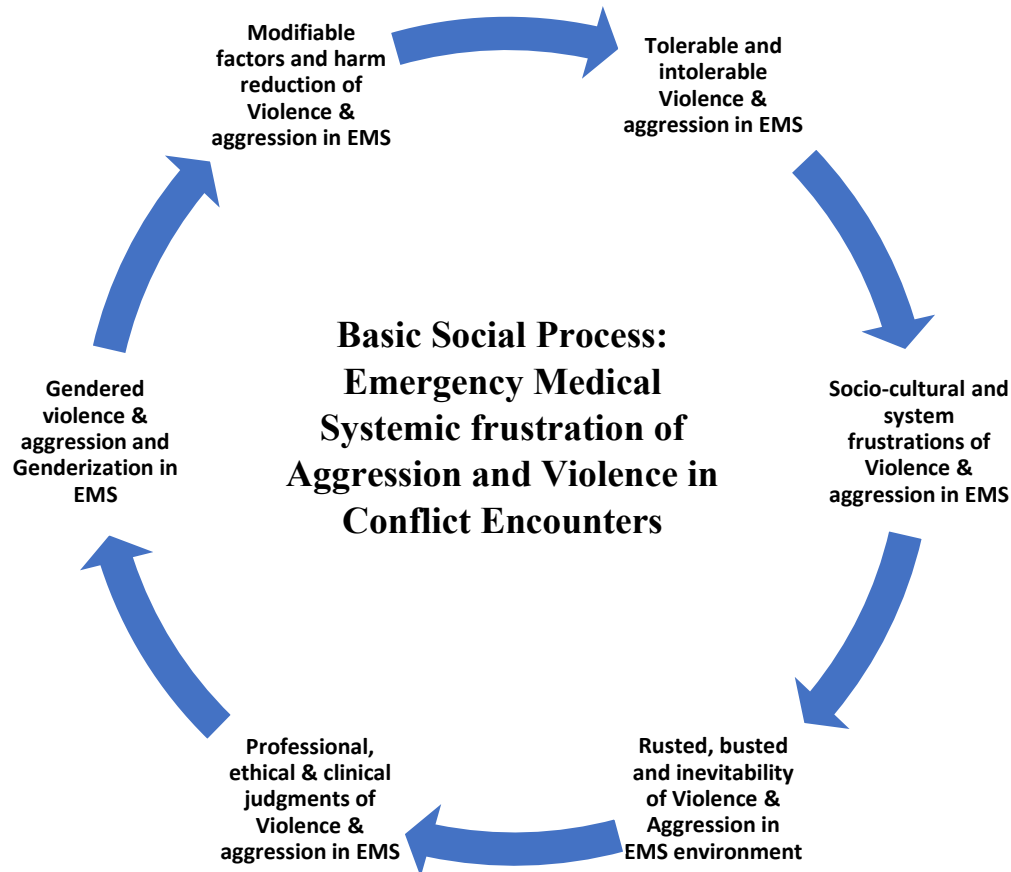 Modifiable
factors and harm
reduction of
Violence &
aggression in EMS
Tolerable and
intolerable
Violence &
aggression in EMS
Socio-cultural and
system
frustrations of
Violence &
aggression in EMS
Rusted, busted
and inevitability
of Violence &
Aggression in
EMS environment
Professional,
ethical & clinical
judgments of
Violence &
aggression in EMS
Gendered
violence &
aggression and
Genderization in
EMS
Basic Social Process:
Emergency Medical
Systemic frustration of
Aggression and Violence in
Conflict Encounters